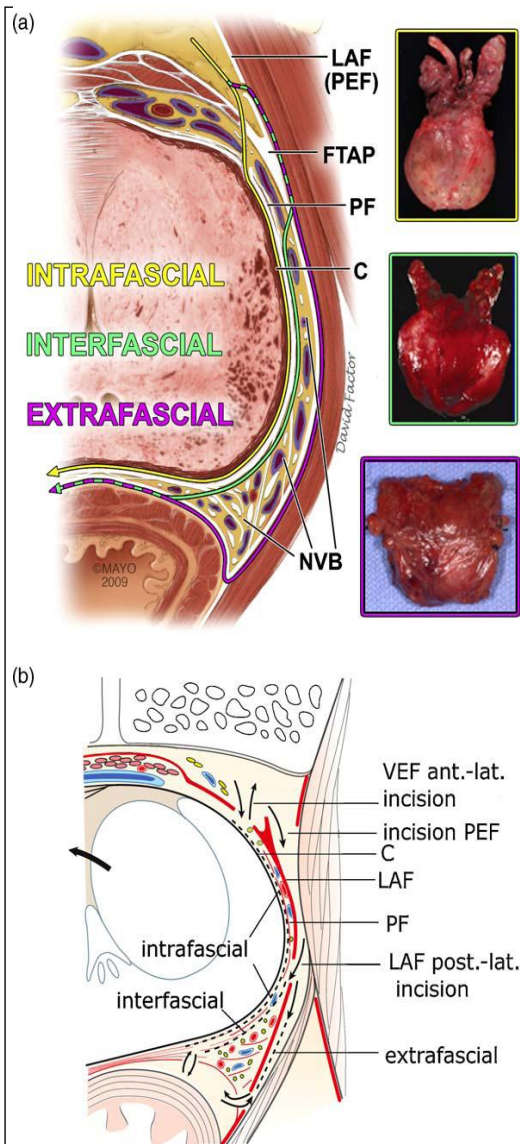 (a)
LAF
(PEF)
FTAP
PF
C
INTRAFASCIAL
INTERFASCIAL
EXTRAFASCIAL
David Factor
NVB
©MAYO
2009
(b)
VEF ant.-lat.
incision
incision PEF
C
LAF
PF
intrafascial
LAF post.-lat.
incision
interfascial
extrafascial